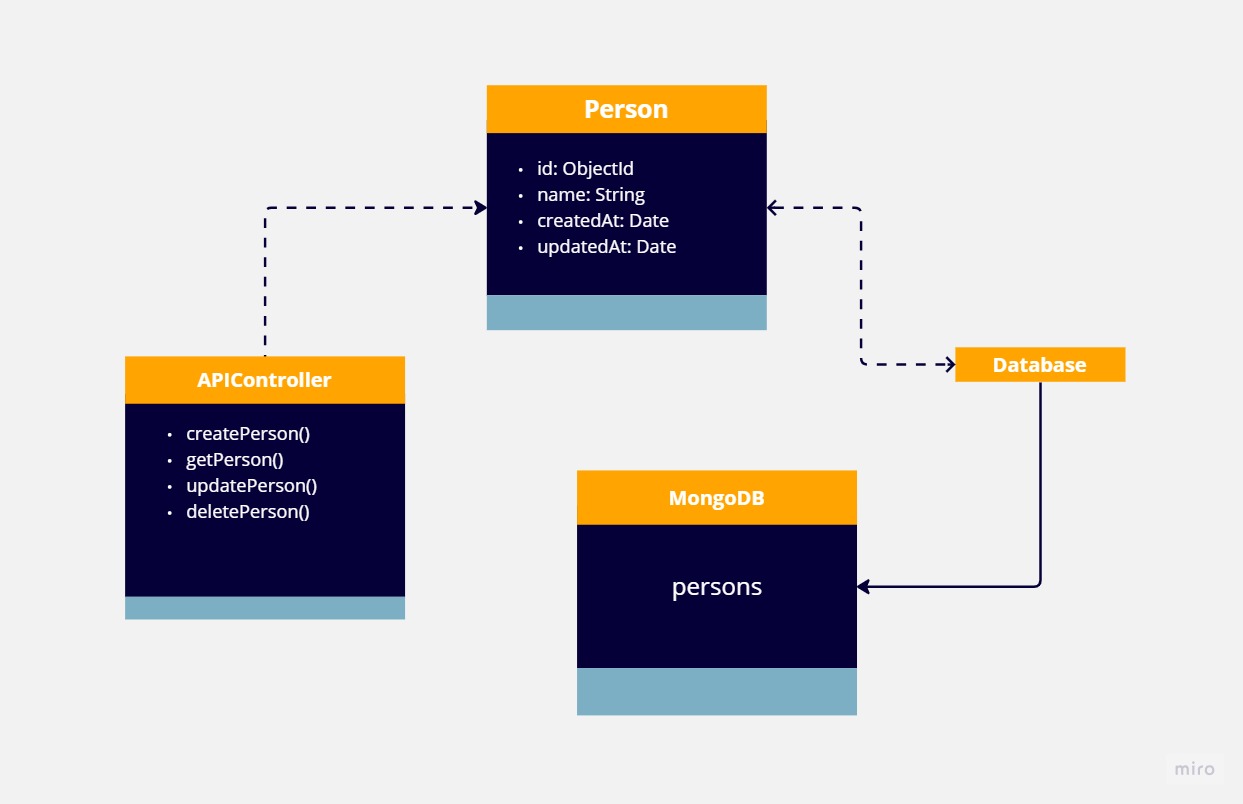 Person
• id: ObjectId
• name: String
• createdAt: Date
• updatedAt: Date
APIController
• createPerson()
• getPerson()
• updatePerson()
• deletePerson()
Database
MongoDB
persons
miro